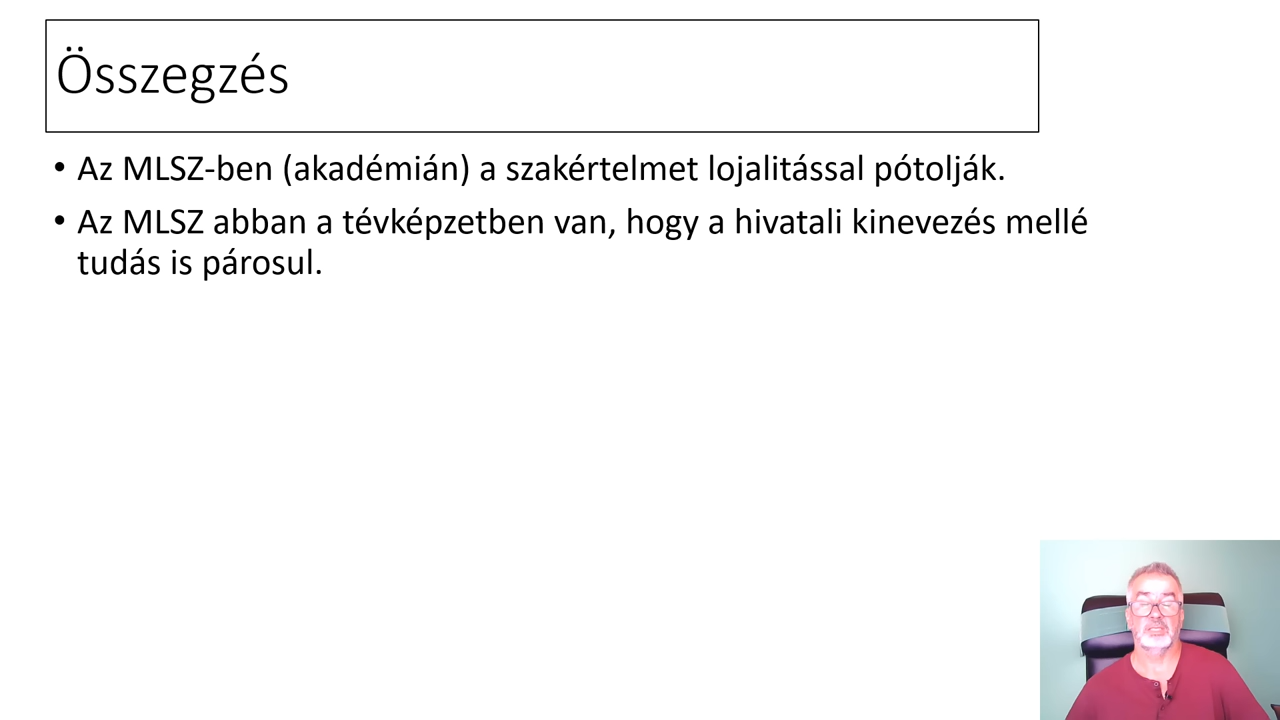 Összegzés
• Az MLSZ-ben (akadémián) a szakértelmet lojalitással pótolják.
• Az MLSZ abban a tévképzetben van, hogy a hivatali kinevezés mellé
tudás is párosul.